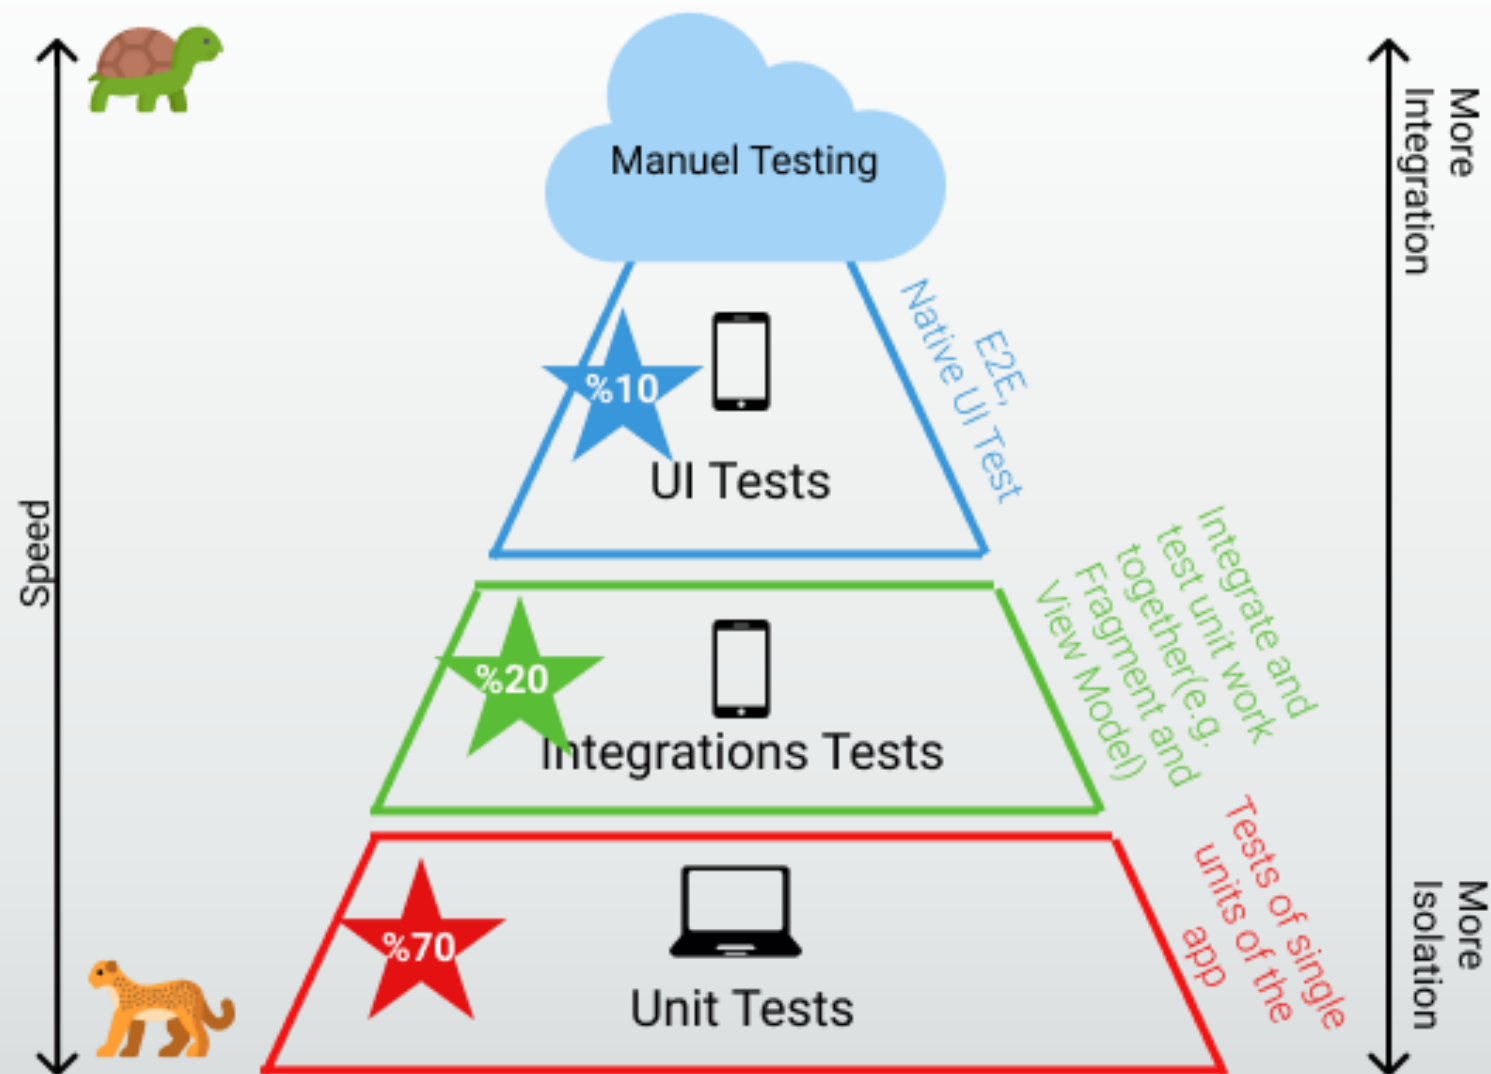 Manuel Testing
More
Integration
%10
UI Tests
E2E,
Native UI Test
Speed
%20
Integrations Tests
Integrate and
test unit work
together(e.g.
Fragment and
View Model)
%70
Unit Tests
Tests of single
units of the
app
More
Isolation